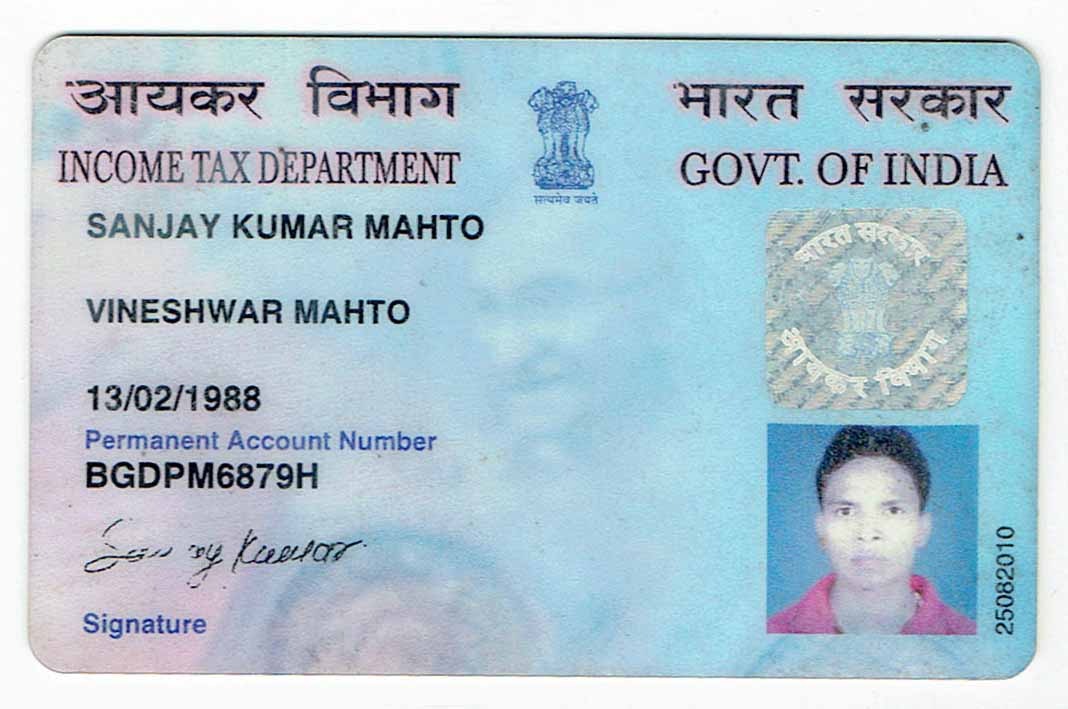 आयकर विभाग भारत सरकार
INCOME TAX DEPARTMENT GOVT. OF INDIA
सत्यमेव जयते
SANJAY KUMAR MAHTO
भारत सरकार
VINESHWAR MAHTO
आयकर विभाग
13/02/1988
Permanent Account Number
BGDPM6879H
Sanjay Kumar
25082010
Signature